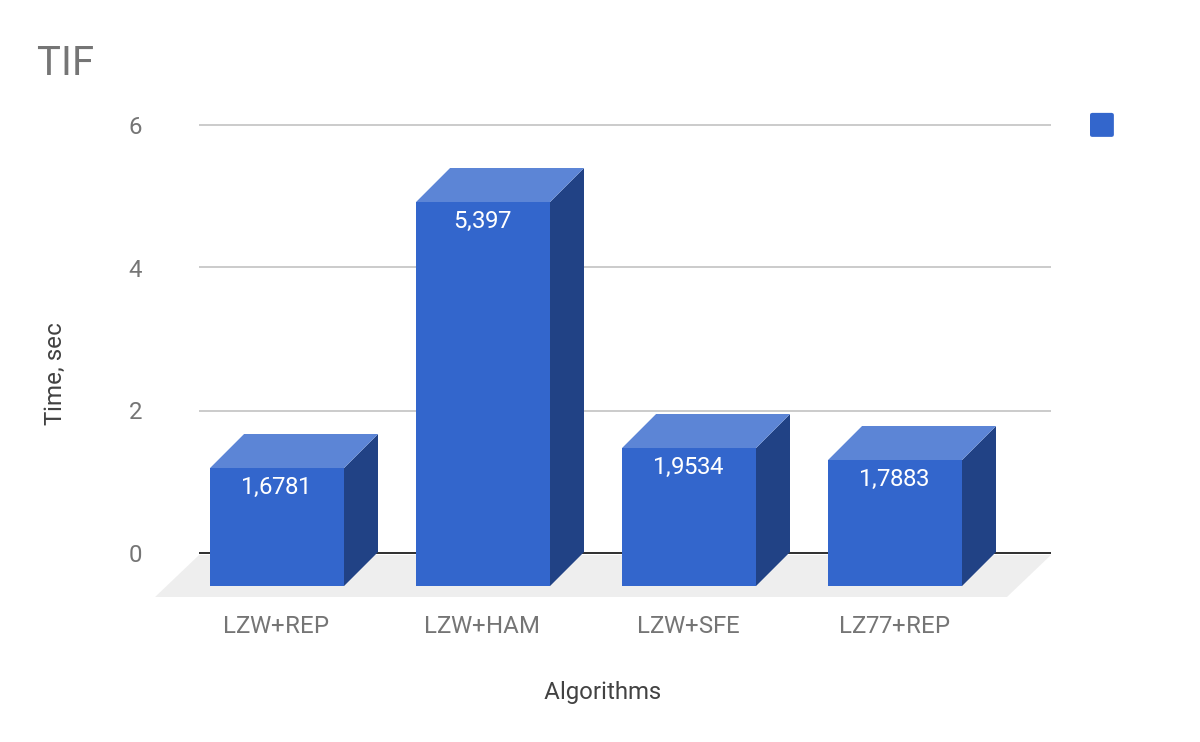 TIF
6
4
2
0
Time, sec
5,397
1,6781
1,9534
1,7883
LZW+REP
LZW+HAM
LZW+SFE
LZ77+REP
Algorithms